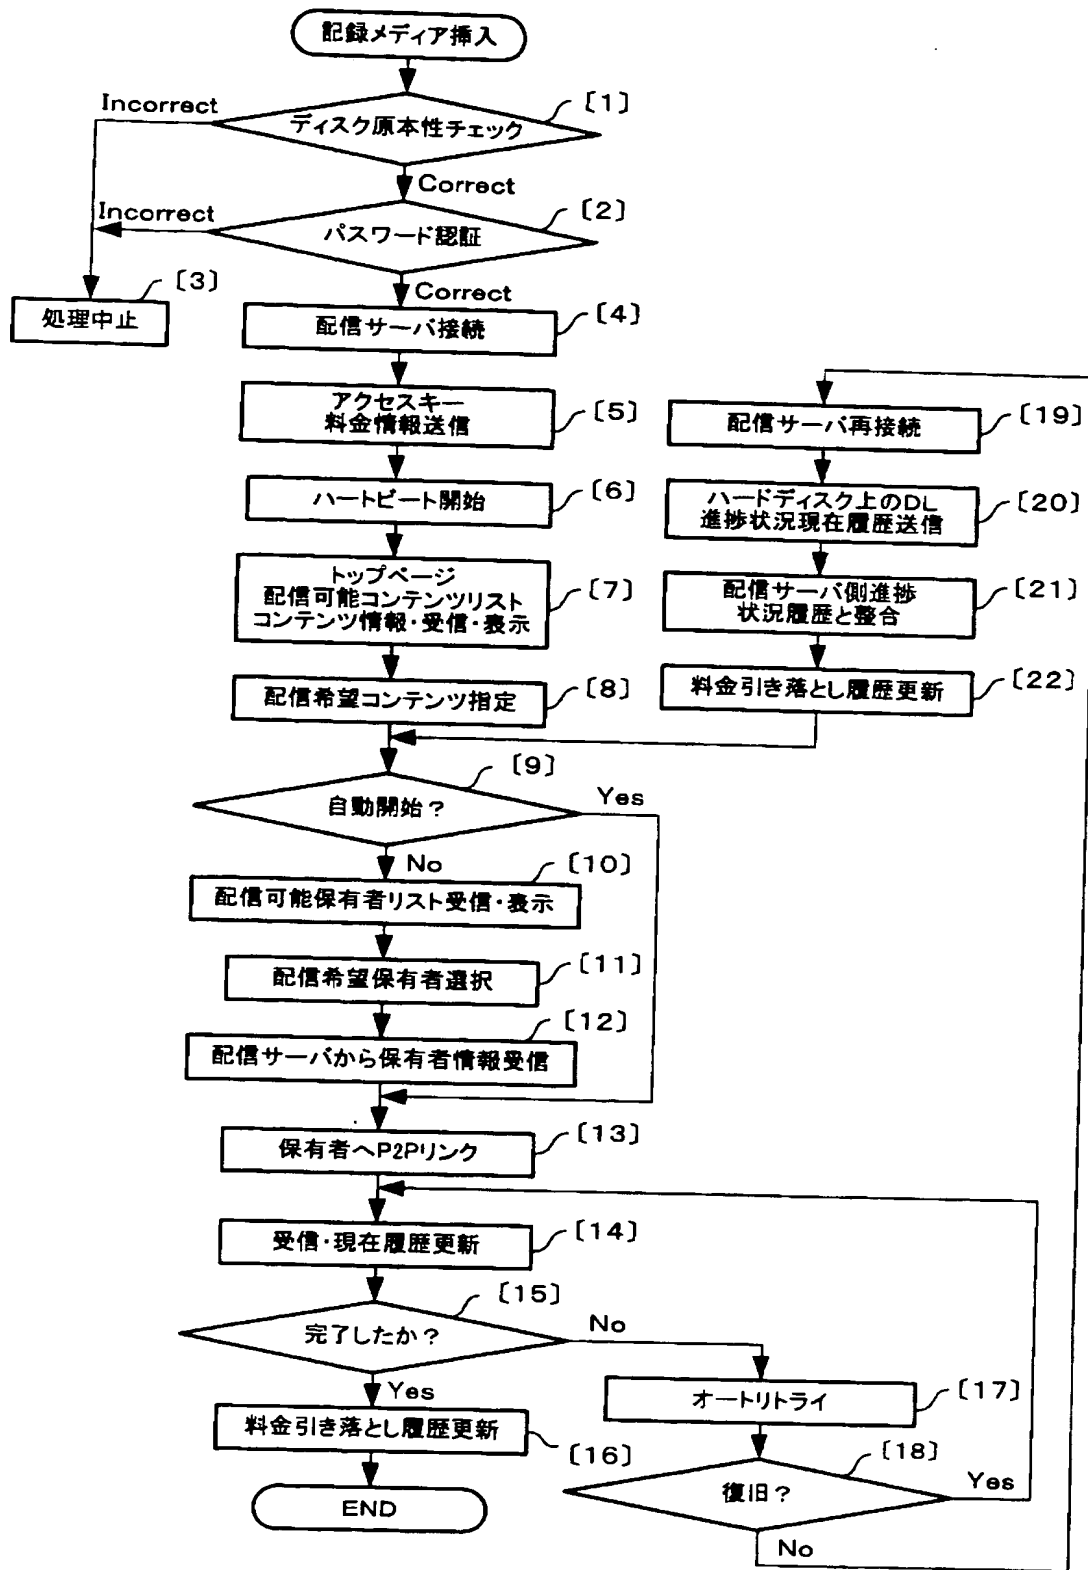 記録メディア挿入
Incorrect
〔1〕
ディスク原本性チェック
Correct
Incorrect
〔2〕
パスワード認証
〔3〕
Correct
処理中止
〔4〕
配信サーバ接続
アクセスキー
料金情報送信
〔5〕
〔6〕
ハートビート開始
トップページ
配信可能コンテンツリスト
コンテンツ情報・受信・表示
〔7〕
〔8〕
配信希望コンテンツ指定
〔19〕
配信サーバ再接続
ハードディスク上のDL
進捗状況現在履歴送信
〔20〕
配信サーバ側進捗
状況履歴と整合
〔21〕
料金引き落とし履歴更新
〔22〕
〔9〕
自動開始?
Yes
No
〔10〕
配信可能保有者リスト受信・表示
〔11〕
配信希望保有者選択
〔12〕
配信サーバから保有者情報受信
〔13〕
保有者へP2Pリンク
〔14〕
受信・現在履歴更新
〔15〕
完了したか?
No
Yes
〔17〕
オートリトライ
料金引き落とし履歴更新
〔16〕
〔18〕
復旧?
Yes
No
END